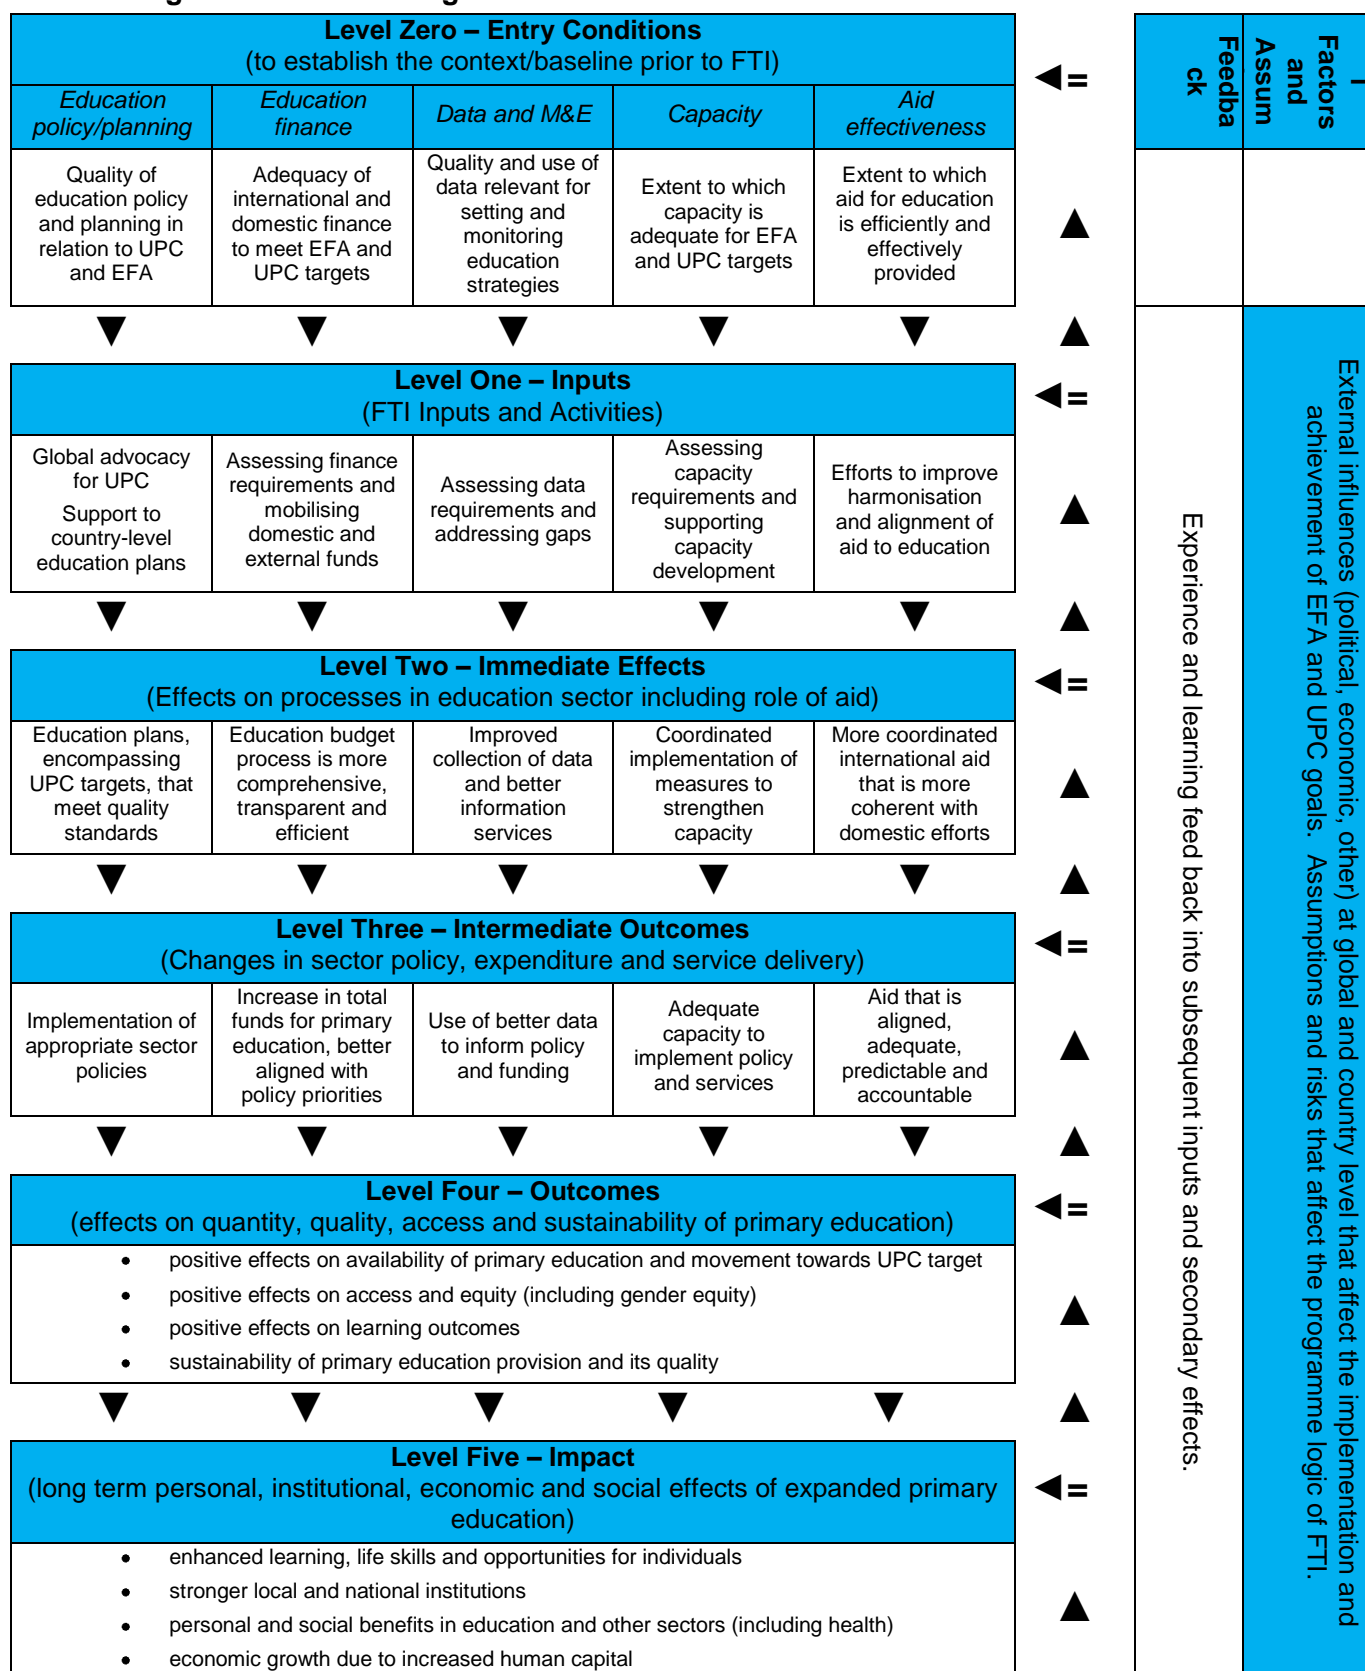 Level Zero – Entry Conditions
(to establish the context/baseline prior to FTI)
Education
policy/planning
Education
finance
Data and M&E
Capacity
Aid
effectiveness
Quality of
education policy
and planning in
relation to UPC
and EFA
Adequacy of
international and
domestic finance
to meet EFA and
UPC targets
Quality and use of
data relevant for
setting and
monitoring
education
strategies
Extent to which
capacity is
adequate for EFA
and UPC targets
Extent to which
aid for education
is efficiently and
effectively
provided
Level One – Inputs
(FTI Inputs and Activities)
Global advocacy
for UPC
Support to
country-level
education plans
Assessing finance
requirements and
mobilising
domestic and
external funds
Assessing data
requirements and
addressing gaps
Assessing
capacity
requirements and
supporting
capacity
development
Efforts to improve
harmonisation
and alignment of
aid to education
Level Two – Immediate Effects
(Effects on processes in education sector including role of aid)
Education plans,
encompassing
UPC targets, that
meet quality
standards
Education budget
process is more
comprehensive,
transparent and
efficient
Improved
collection of data
and better
information
services
Coordinated
implementation of
measures to
strengthen
capacity
More coordinated
international aid
that is more
coherent with
domestic efforts
Level Three – Intermediate Outcomes
(Changes in sector policy, expenditure and service delivery)
Implementation of
appropriate sector
policies
Increase in total
funds for primary
education, better
aligned with
policy priorities
Use of better data
to inform policy
and funding
Adequate
capacity to
implement policy
and services
Aid that is
aligned,
adequate,
predictable and
accountable
Level Four – Outcomes
(effects on quantity, quality, access and sustainability of primary education)
• positive effects on availability of primary education and movement towards UPC target
• positive effects on access and equity (including gender equity)
• positive effects on learning outcomes
• sustainability of primary education provision and its quality
Level Five – Impact
(long term personal, institutional, economic and social effects of expanded primary
education)
• enhanced learning, life skills and opportunities for individuals
• stronger local and national institutions
• personal and social benefits in education and other sectors (including health)
• economic growth due to increased human capital
Feedba
ck
Experience and learning feed back into subsequent inputs and secondary effects.
Factors
and
Assum
External influences (political, economic, other) at global and country level that affect the implementation and
achievement of EFA and UPC goals. Assumptions and risks that affect the programme logic of FTI.